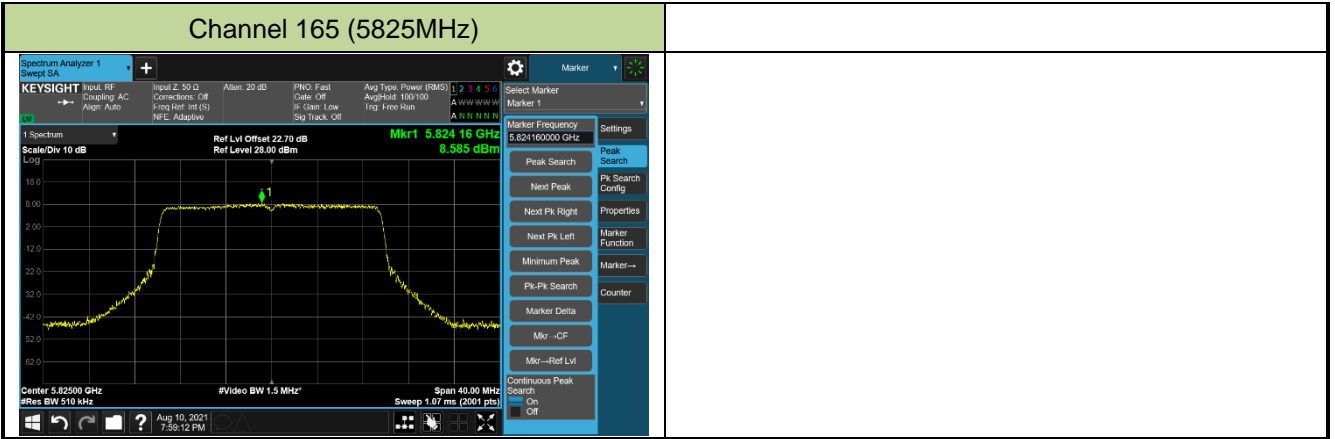 Channel 165 (5825MHz)
Spectrum Analyzer 1
Swept SA
Marker
KEYSIGHT
Input: RF
Coupling: AC
Align: Auto
Input Z: 50 Ω
Corrections: Off
Freq Ref: Int (S)
NFE: Adaptive
Atten: 20 dB
PNO: Fast
Gate: Off
IF Gain: Low
Sig Track: Off
Avg Type: Power (RMS)
Avg|Hold: 100/100
Trig: Free Run
1 2 3 4 5 6
A W W W W W
A N N N N N
LW
Select Marker
Marker 1
1 Spectrum
Scale/Div 10 dB
Log
Ref Lvl Offset 22.70 dB
Ref Level 28.00 dBm
Mkr1 5.824 16 GHz
8.585 dBm
18.0
8.00
-2.00
-12.0
-22.0
-32.0
-42.0
-52.0
-62.0
1
Center 5.82500 GHz
#Res BW 510 kHz
#Video BW 1.5 MHz*
Span 40.00 MHz
Sweep 1.07 ms (2001 pts)
Marker Frequency
5.824160000 GHz
Peak Search
Next Peak
Next Pk Right
Next Pk Left
Minimum Peak
Pk-Pk Search
Marker Delta
Mkr→CF
Mkr→Ref Lvl
Continuous Peak
Search
On
Off
Settings
Peak
Search
Pk Search
Config
Properties
Marker
Function
Marker→
Counter
Aug 10, 2021
7:59:12 PM